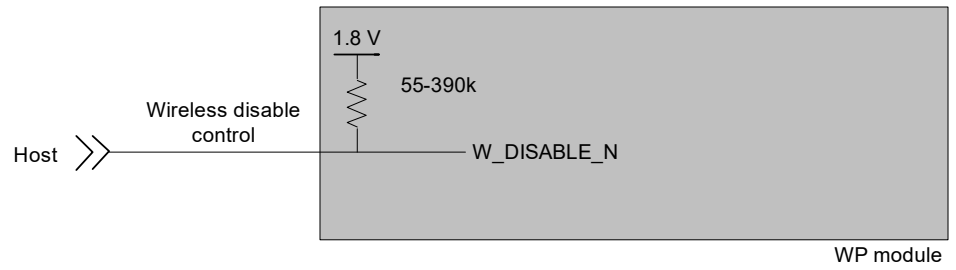 1.8 V
55-390k
Wireless disable
control
Host
W_DISABLE_N
WP module